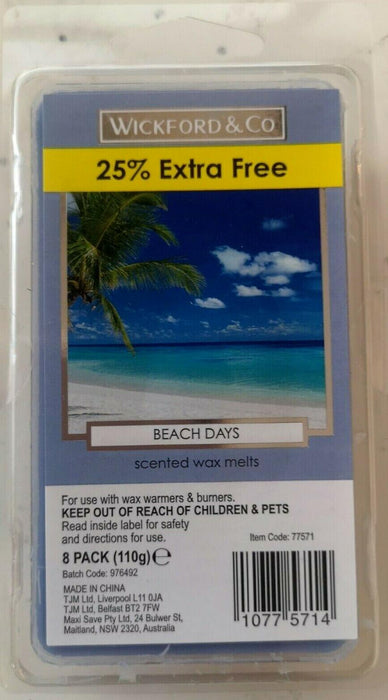 WICKFORD & CO
25% Extra Free
BEACH DAYS
scented wax melts
For use with wax warmers & burners.
KEEP OUT OF REACH OF CHILDREN & PETS
Read inside label for safety
and directions for use.
Item Code: 77571
8 PACK (110g) ℮
Batch Code: 976492
MADE IN CHINA
TJM Ltd, Liverpool L11 0JA
TJM Ltd, Belfast BT2 7FW
Maxi Save Pty Ltd, 24 Bulwer St,
Maitland, NSW 2320, Australia
1077 5714